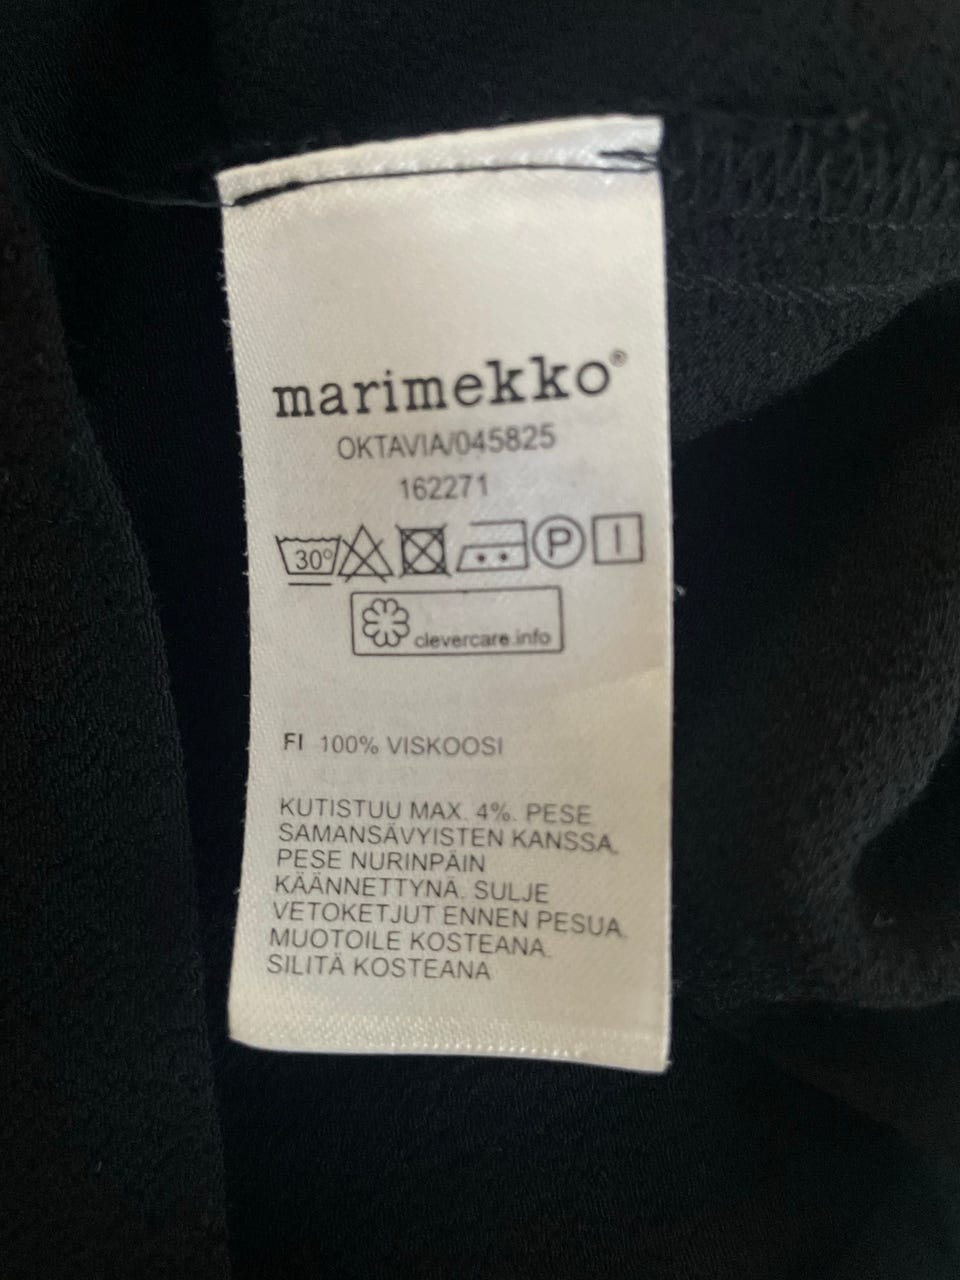 marimekko®
OKTAVIA/045825
162271
30° P I
clevercare.info
FI 100% VISKOOSI
KUTISTUU MAX. 4%. PESE
SAMANSÄVYISTEN KANSSA.
PESE NURINPÄIN
KÄÄNNETTYNÄ. SULJE
VETOKETJUT ENNEN PESUA.
MUOTOILE KOSTEANA.
SILITÄ KOSTEANA